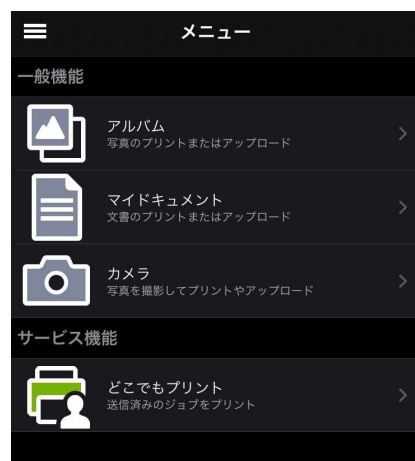 メニュー
一般機能
アルバム
写真のプリントまたはアップロード
マイドキュメント
文書のプリントまたはアップロード
カメラ
写真を撮影してプリントやアップロード
サービス機能
どこでもプリント
送信済みのジョブをプリント